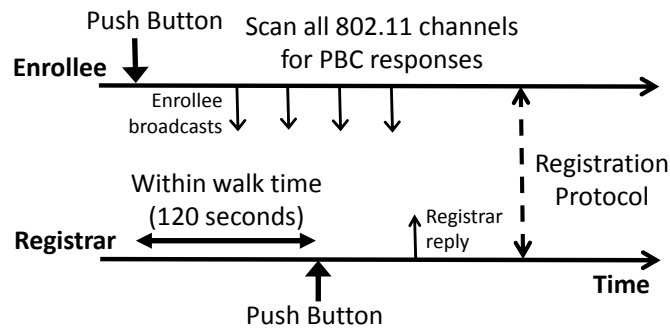 Push Button
Scan all 802.11 channels
for PBC responses
Enrollee
Enrollee
broadcasts
Within walk time
(120 seconds)
Registration
Protocol
Registrar
reply
Registrar
Time
Push Button